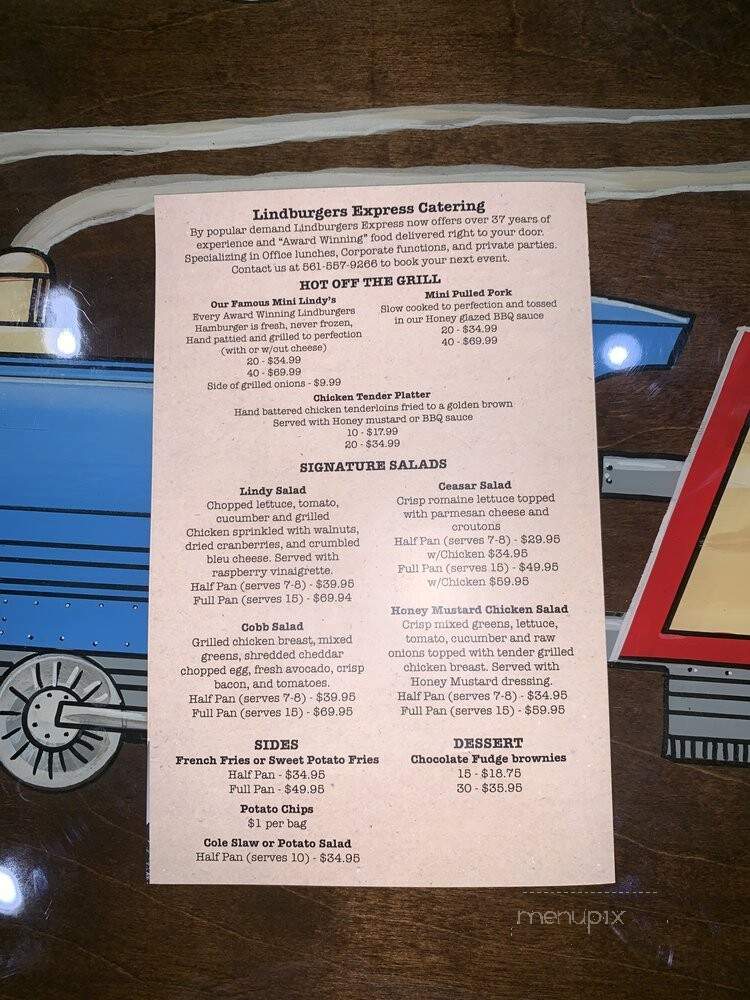 Lindburgers Express Catering
By popular demand Lindburgers Express now offers over 37 years of
experience and "Award Winning" food delivered right to your door.
Specializing in Office lunches, Corporate functions, and private parties.
Contact us at 561-557-9266 to book your next event.
HOT OFF THE GRILL
Our Famous Mini Lindy's
Every Award Winning Lindburgers
Hamburger is fresh, never frozen,
Hand pattied and grilled to perfection
(with or w/out cheese)
20 - $34.99
40 - $69.99
Side of grilled onions - $9.99
Mini Pulled Pork
Slow cooked to perfection and tossed
in our Honey glazed BBQ sauce
20 - $34.99
40 - $69.99
Chicken Tender Platter
Hand battered chicken tenderloins fried to a golden brown
Served with Honey mustard or BBQ sauce
10 - $17.99
20 - $34.99
SIGNATURE SALADS
Lindy Salad
Chopped lettuce, tomato,
cucumber and grilled
Chicken sprinkled with walnuts,
dried cranberries, and crumbled
bleu cheese. Served with
raspberry vinaigrette.
Half Pan (serves 7-8) - $39.95
Full Pan (serves 15) - $69.94
Ceasar Salad
Crisp romaine lettuce topped
with parmesan cheese and
croutons
Half Pan (serves 7-8) - $29.95
w/Chicken $34.95
Full Pan (serves 15) - $49.95
w/Chicken $59.95
Cobb Salad
Grilled chicken breast, mixed
greens, shredded cheddar
chopped egg, fresh avocado, crisp
bacon, and tomatoes.
Half Pan (serves 7-8) - $39.95
Full Pan (serves 15) - $69.95
Honey Mustard Chicken Salad
Crisp mixed greens, lettuce,
tomato, cucumber and raw
onions topped with tender grilled
chicken breast. Served with
Honey Mustard dressing.
Half Pan (serves 7-8) - $34.95
Full Pan (serves 15) - $59.95
SIDES
French Fries or Sweet Potato Fries
Half Pan - $34.95
Full Pan - $49.95
Potato Chips
$1 per bag
Cole Slaw or Potato Salad
Half Pan (serves 10) - $34.95
DESSERT
Chocolate Fudge brownies
15 - $18.75
30 - $35.95
menupix